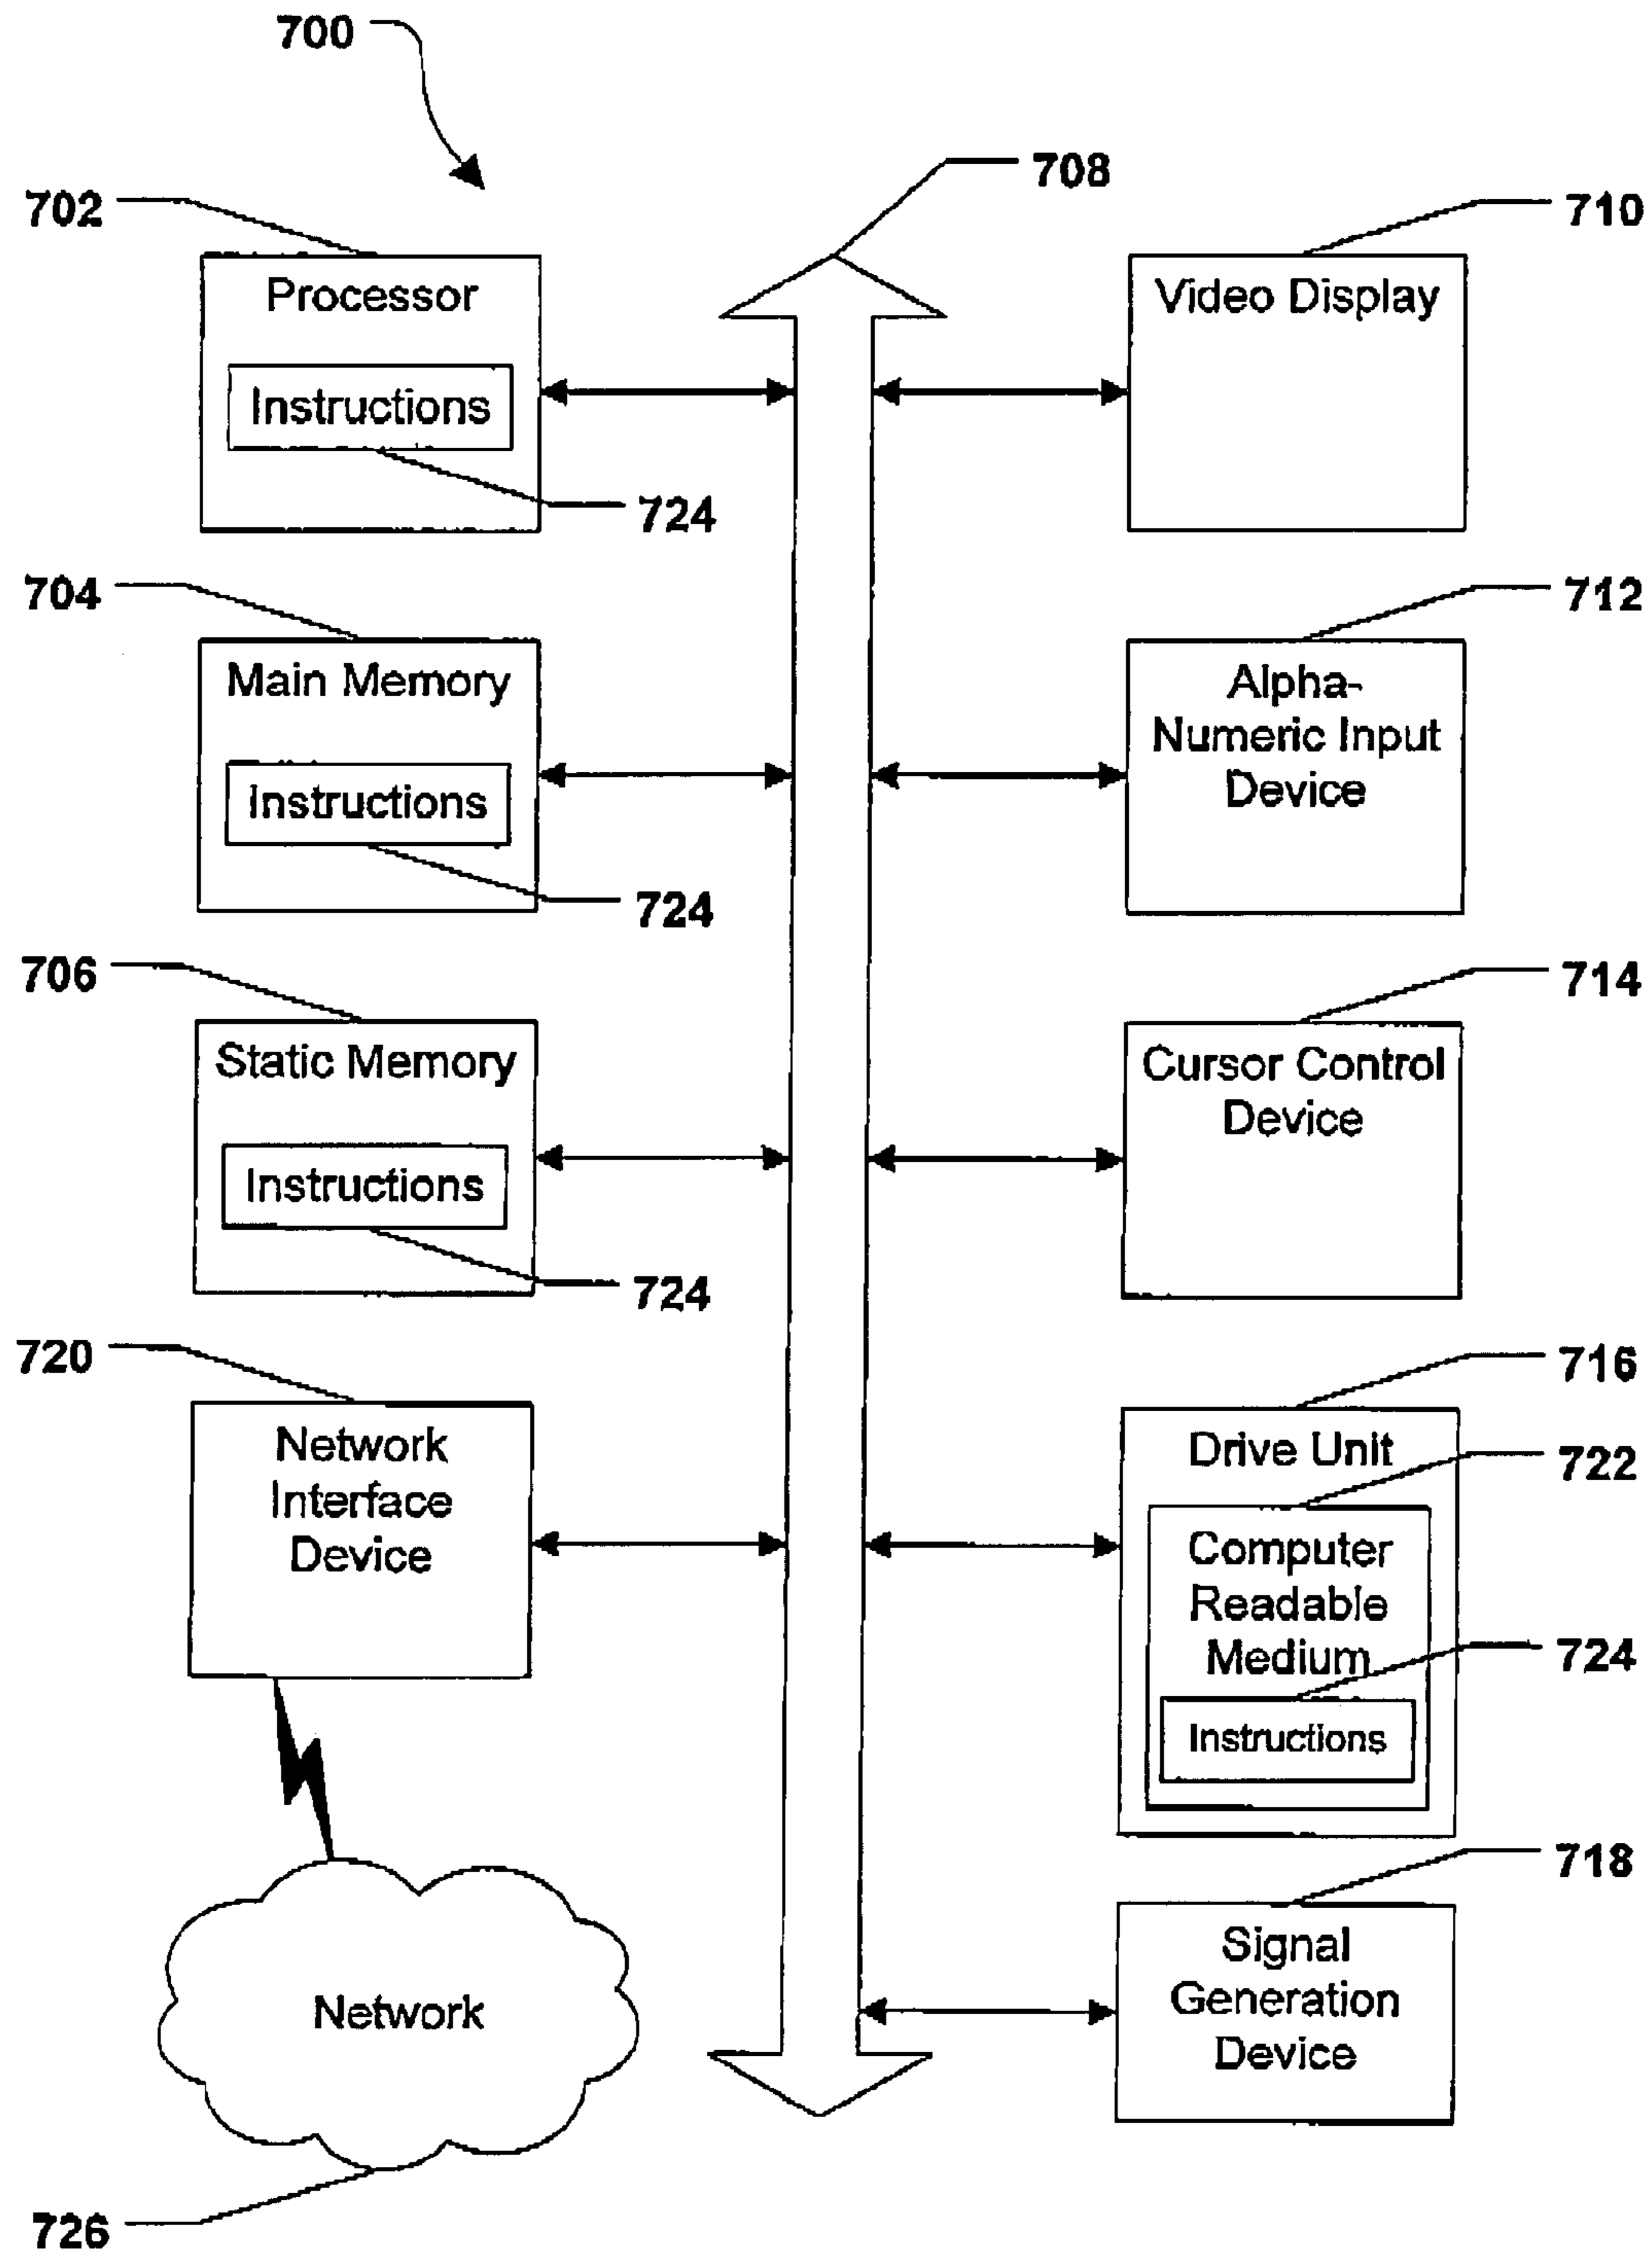 700
708
702
710
Processor
Instructions
724
Video Display
704
712
Main Memory
Instructions
724
Alpha-
Numeric Input
Device
706
714
Static Memory
Instructions
724
Cursor Control
Device
720
716
Network
Interface
Device
Drive Unit
722
Computer
Readable
Medium
724
Instructions
718
Signal
Generation
Device
Network
726